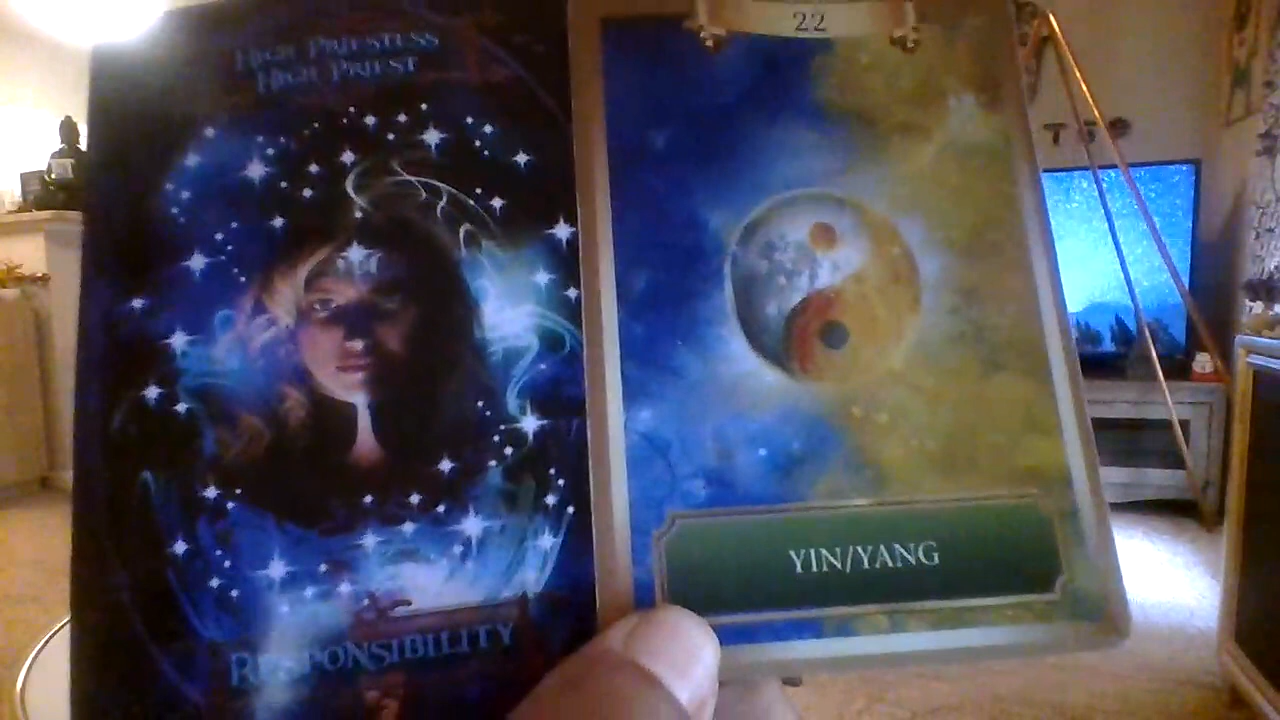 HIGH PRIESTESS
HIGH PRIEST
RESPONSIBILITY
22
YIN/YANG